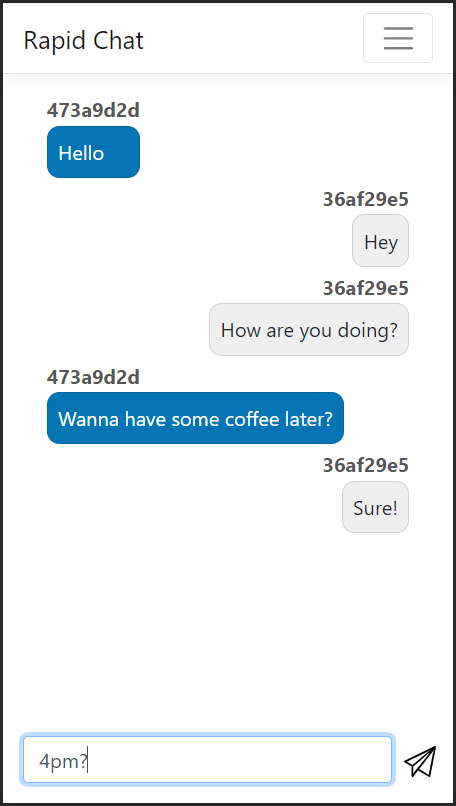 Rapid Chat
473a9d2d
Hello
36af29e5
Hey
36af29e5
How are you doing?
473a9d2d
Wanna have some coffee later?
36af29e5
Sure!
4pm?